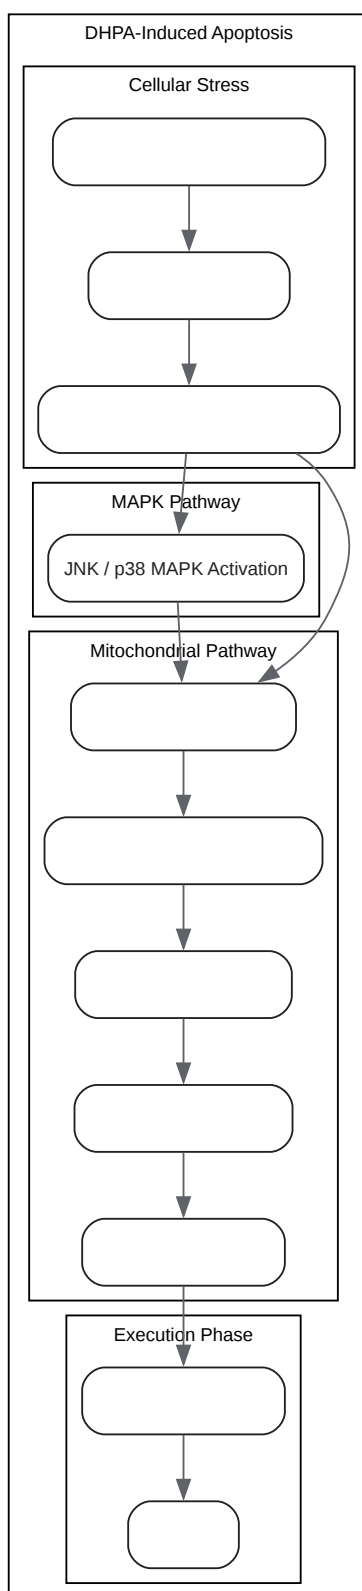 DHPA-Induced Apoptosis
Cellular Stress
MAPK Pathway
JNK / p38 MAPK Activation
Mitochondrial Pathway
Execution Phase